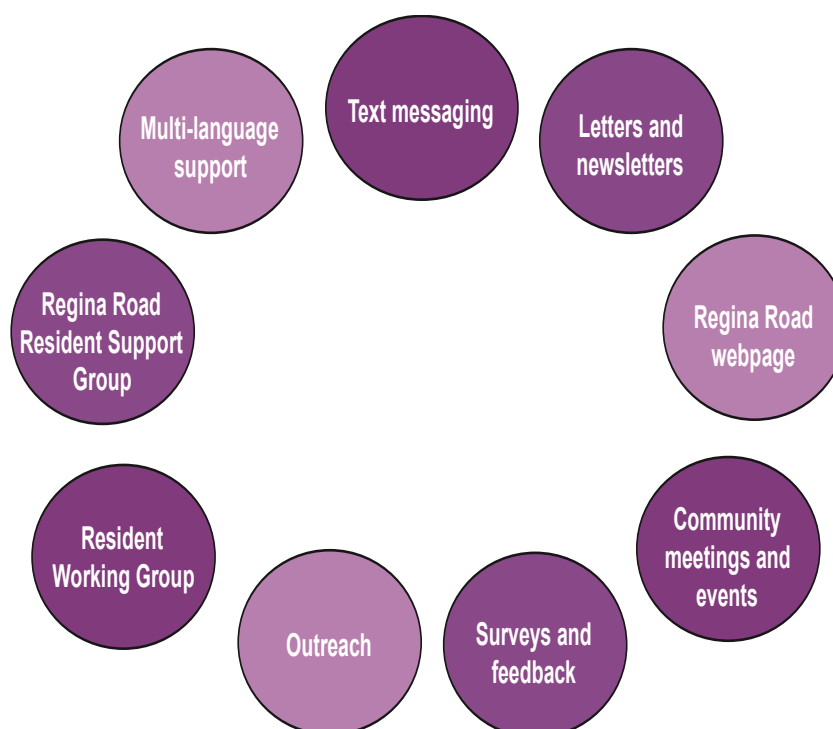 Text messaging
Multi-language
support
Letters and
newsletters
Regina Road
Resident Support
Group
Regina Road
webpage
Resident
Working Group
Community
meetings and
events
Outreach
Surveys and
feedback